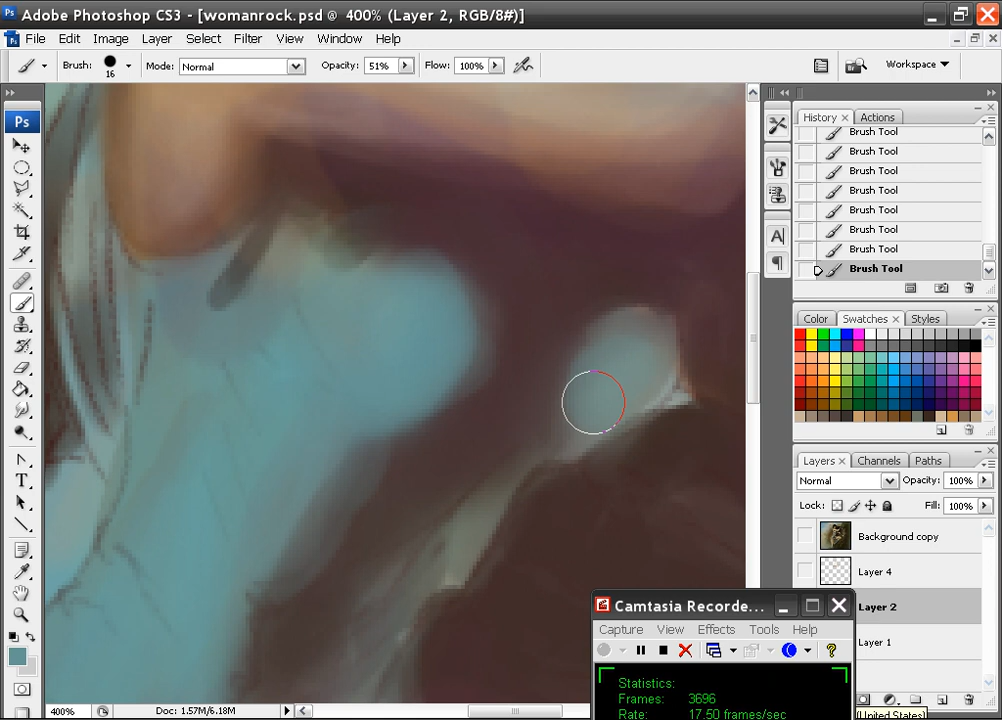 Adobe Photoshop CS3 - [womanrock.psd @ 400% (Layer 2, RGB/8#)]
File Edit Image Layer Select Filter View Window Help
Brush: 16 Mode: Normal Opacity: 51% Flow: 100% Workspace
Ps
History Actions
Brush Tool
Brush Tool
Brush Tool
Brush Tool
Brush Tool
Brush Tool
Brush Tool
Brush Tool
Color Swatches Styles
Layers Channels Paths
Normal Opacity: 100%
Lock: Fill: 100%
Background copy
Layer 4
Layer 2
Layer 1
Camtasia Recorde...
Capture View Effects Tools Help
Statistics:
Frames: 3696
Rate: 17.50 frames/sec
400% Doc: 1.57M/6.18M
(United States)